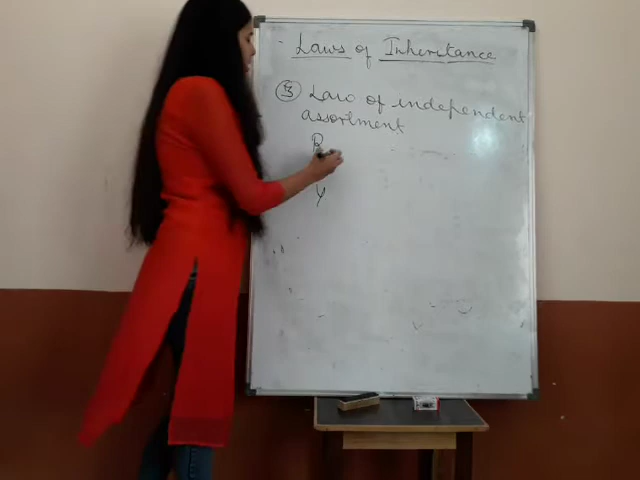 Laws of Inheritance
③ Law of independent
assortment
R
Y